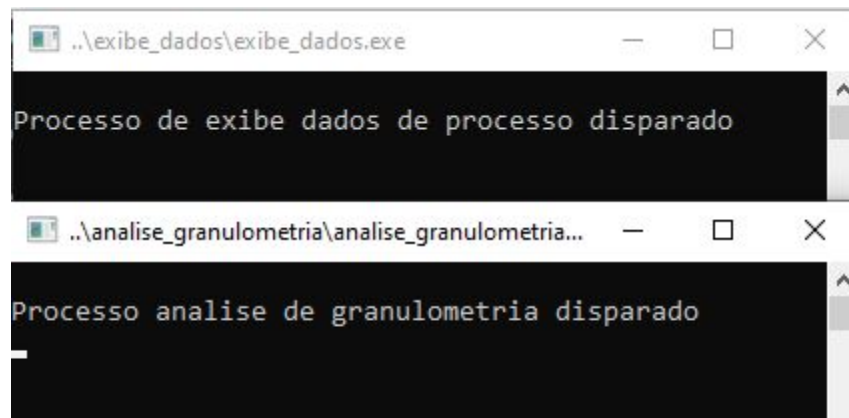 ..\exibe_dados\exibe_dados.exe
Processo de exibe dados de processo disparado
..\analise_granulometria\analise_granulometria...
Processo analise de granulometria disparado